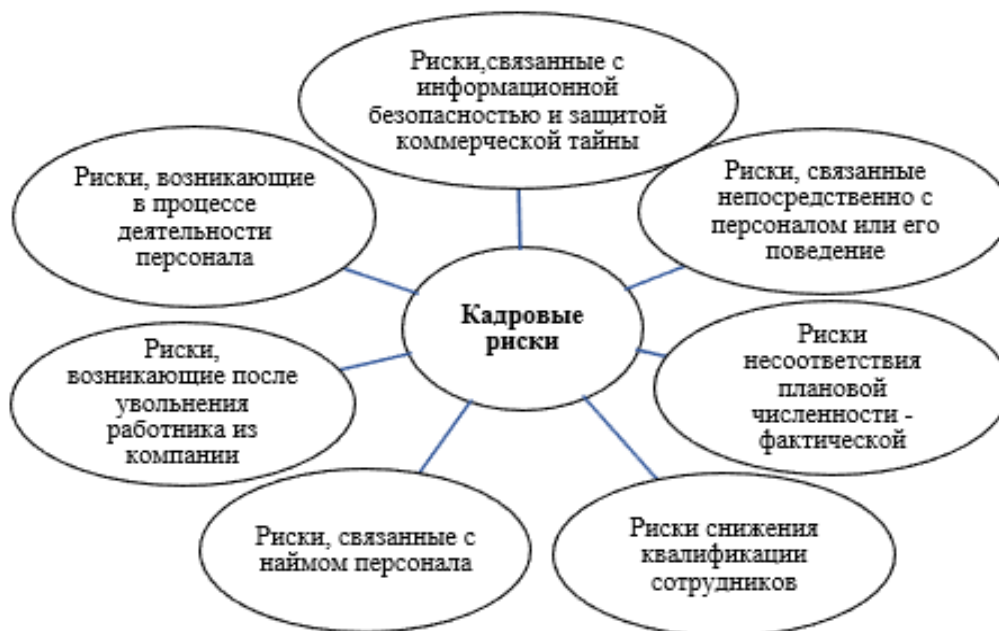 Риски,связанные с
информационной
безопасностью и защитой
коммерческой тайны
Риски, возникающие
в процессе
деятельности
персонала
Риски, связанные
непосредственно с
персоналом или его
поведение
Кадровые
риски
Риски,
возникающие после
увольнения
работника из
компании
Риски
несоответствия
плановой
численности -
фактической
Риски, связанные с
наймом персонала
Риски снижения
квалификации
сотрудников